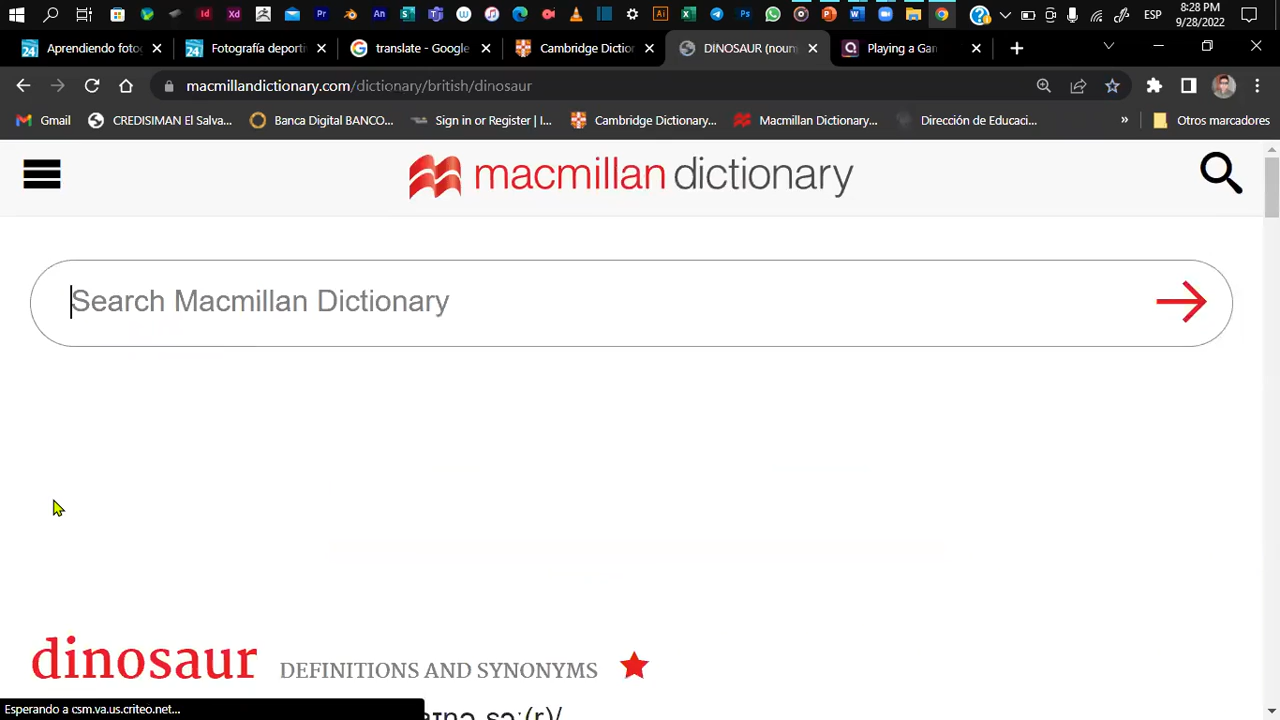 ESP
8:28 PM
9/28/2022
Aprendiendo foto
Fotografía deporti
translate - Google
Cambridge Dictio
DINOSAUR (noun
Playing a Gam
macmillandictionary.com/dictionary/british/dinosaur
Gmail
CREDISIMAN El Salva...
Banca Digital BANCO...
Sign in or Register | I...
Cambridge Dictionary...
Macmillan Dictionary...
Dirección de Educaci...
»
Otros marcadores
macmillan dictionary
Search Macmillan Dictionary
dinosaur DEFINITIONS AND SYNONYMS
Esperando a csm.va.us.criteo.net...